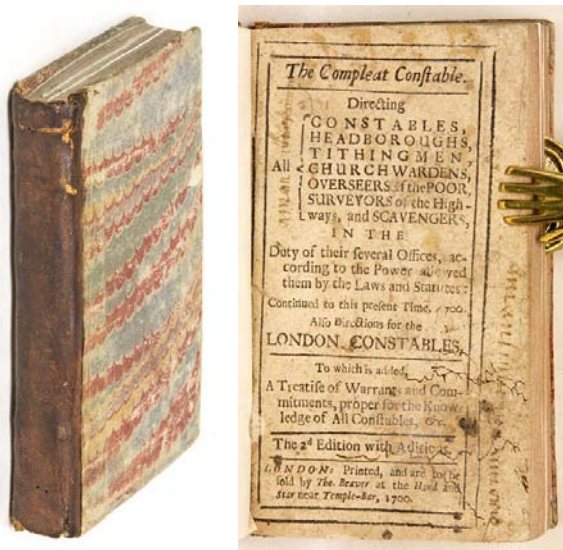 The Compleat Conſtable.
Directing
CONSTABLES,
HEADBOROUGHS,
TITHINGMEN,
All CHURCHWARDENS,
OVERSEERS of the POOR,
SURVEYORS of the High-
ways, and SCAVENGERS,
IN THE
Duty of their ſeveral Offices, ac-
cording to the Power allowed
them by the Laws and Statutes:
Continued to this preſent Time, 1700.
Alſo Directions for the
LONDON CONSTABLES,
To which is added,
A Treatiſe of Warrants and Com-
mitments, proper for the Know-
ledge of All Conſtables, &c.
The 2d Edition with Aditions.
LONDON: Printed, and are to be
ſold by Tho. Beaver at the Hand and
Star near Temple-Bar, 1700.